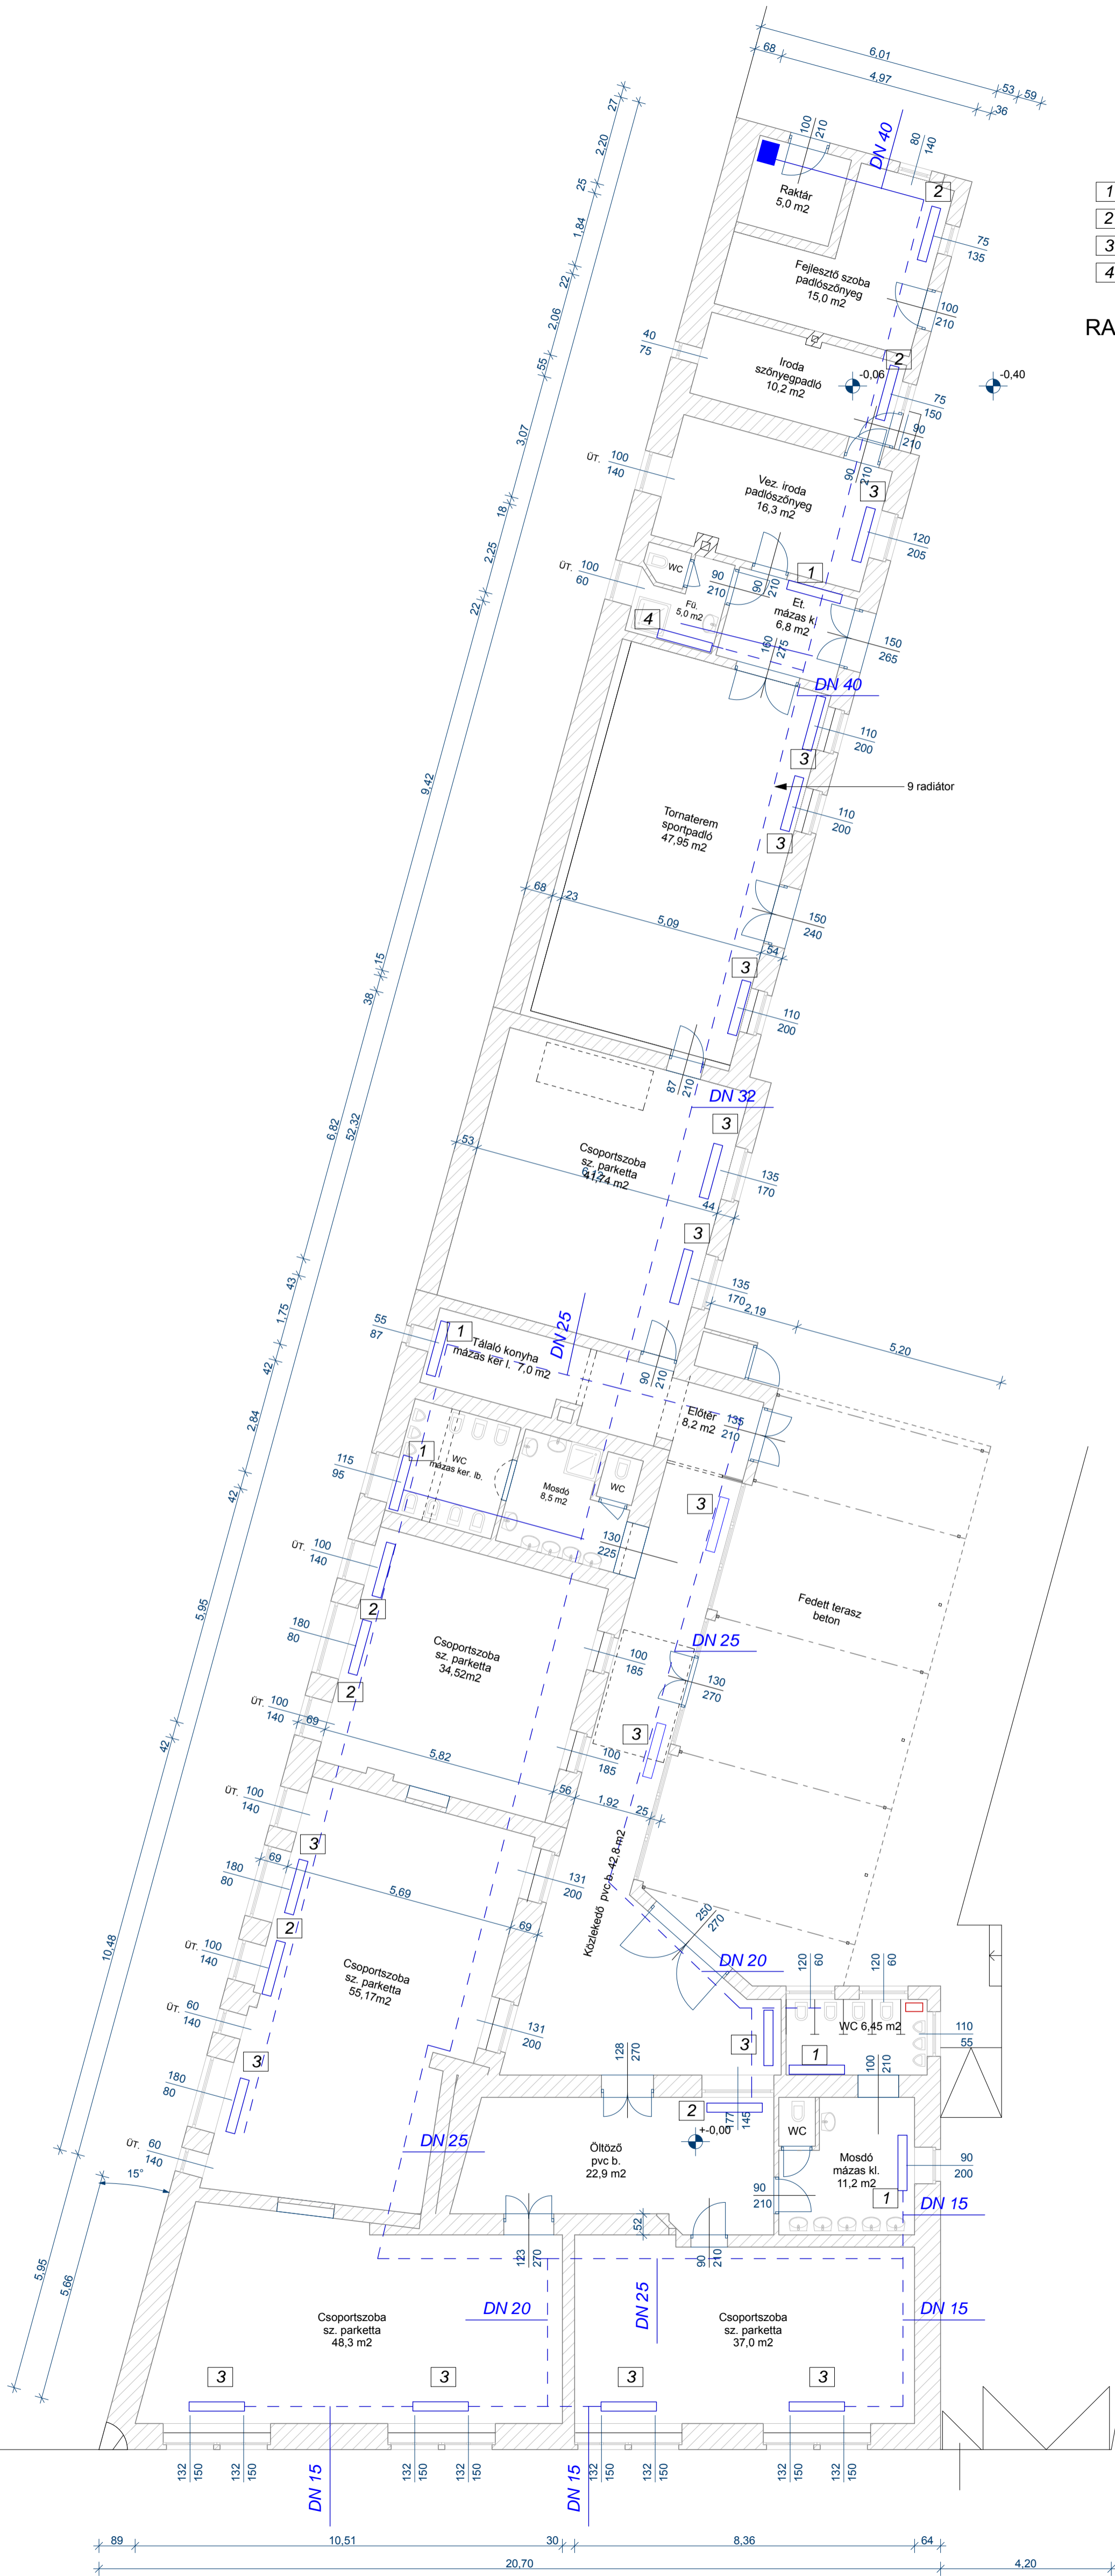 6,01
68
4,97
53
59
36
27
2,20
25
1,84
22
2,06
55
3,07
18
2,25
22
9,42
15
38
6,82
52,32
43
1,75
42
2,84
42
5,95
42
10,48
15°
5,95
5,66
100
210
DN 40
80
140
1
2
3
4
RA
Raktár
5,0 m2
2
75
135
Fejlesztő szoba
padlószőnyeg
15,0 m2
100
210
40
75
Iroda
szőnyegpadló
10,2 m2
2
-0,06
-0,40
75
150
90
210
90
210
ÜT.
100
140
Vez. iroda
padlószőnyeg
16,3 m2
3
120
205
ÜT.
100
60
WC
90
210
90
210
1
Fü.
5,0 m2
Et.
mázas k
6,8 m2
4
160
275
150
265
DN 40
110
200
3
9 radiátor
Tornaterem
sportpadló
47,95 m2
110
200
3
68
23
5,09
54
150
240
3
110
200
87
210
DN 32
3
53
Csoportszoba
sz. parketta
41,74 m2
44
135
170
3
135
170
2,19
5,20
55
87
1
Tálaló konyha
mázas ker l. 7,0 m2
DN 25
90
210
Előtér
8,2 m2
135
210
115
95
1
WC
mázas ker. lb.
Mosdó
8,5 m2
WC
3
130
225
ÜT.
100
140
2
180
80
2
Csoportszoba
sz. parketta
34,52m2
Fedett terasz
beton
DN 25
100
185
130
270
ÜT.
100
140
69
5,82
3
100
185
56
1,92
25
ÜT.
100
140
3
69
180
80
5,69
131
200
69
Közlekedő pvc b. 42,8 m2
250
270
2
ÜT.
100
140
Csoportszoba
sz. parketta
55,17m2
DN 20
120
60
120
60
ÜT.
60
140
131
200
WC 6,45 m2
110
55
3
3
1
128
270
100
210
180
80
2
177
145
+-0,00
WC
ÜT.
60
140
DN 25
Öltöző
pvc b.
22,9 m2
Mosdó
mázas kl.
11,2 m2
90
200
90
210
1
DN 15
52
123
270
90
210
DN 25
DN 20
DN 15
Csoportszoba
sz. parketta
48,3 m2
Csoportszoba
sz. parketta
37,0 m2
3
3
3
3
132
150
132
150
DN 15
132
150
132
150
DN 15
132
150
132
150
132
150
132
150
89
10,51
30
8,36
64
20,70
4,20